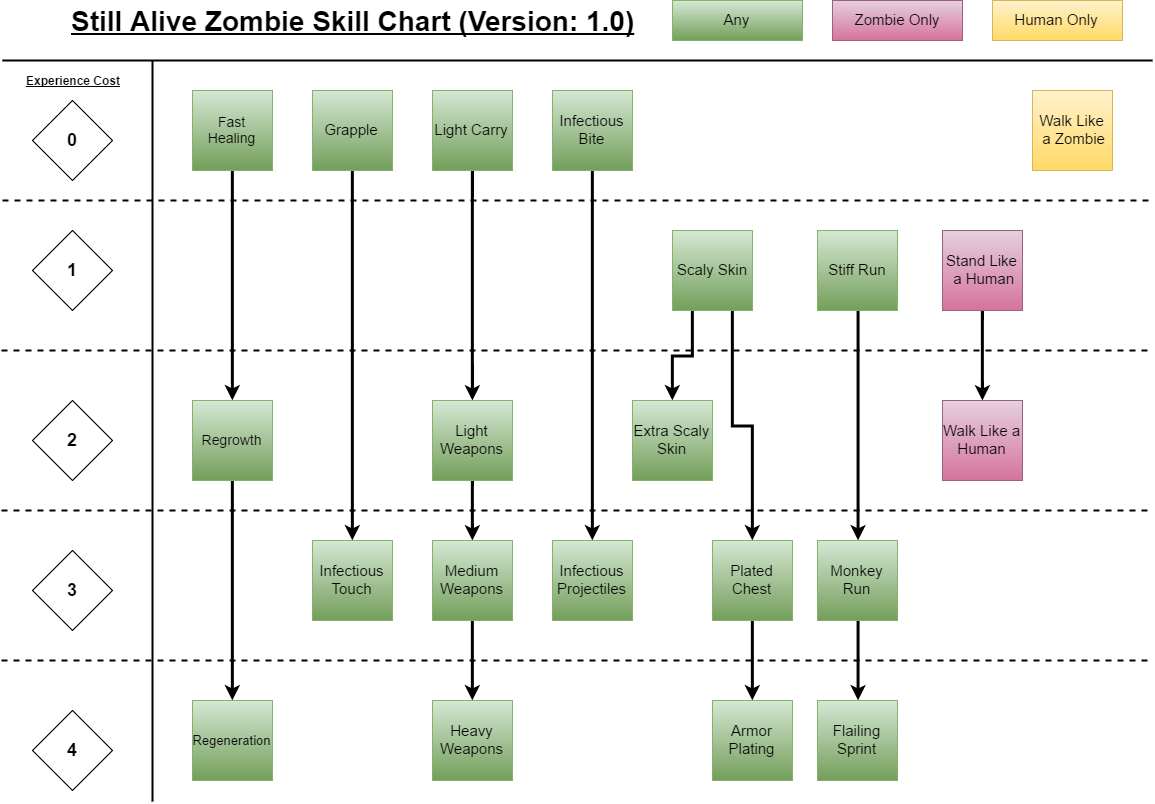 Still Alive Zombie Skill Chart (Version: 1.0)
Any
Zombie Only
Human Only
Experience Cost
0
Fast
Healing
Grapple
Light Carry
Infectious
Bite
Walk Like
a Zombie
1
Scaly Skin
Stiff Run
Stand Like
a Human
2
Regrowth
Light
Weapons
Extra Scaly
Skin
Walk Like a
Human
3
Infectious
Touch
Medium
Weapons
Infectious
Projectiles
Plated
Chest
Monkey
Run
4
Regeneration
Heavy
Weapons
Armor
Plating
Flailing
Sprint